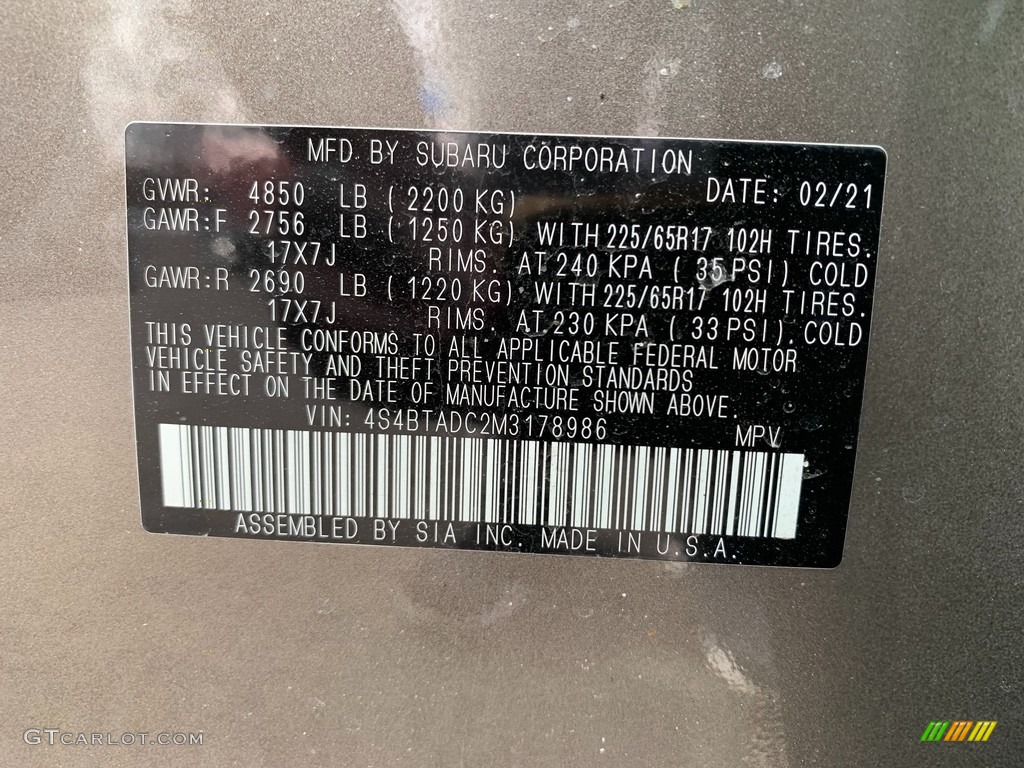 MFD BY SUBARU CORPORATION
GVWR: 4850 LB ( 2200 KG) DATE: 02/21
GAWR:F 2756 LB ( 1250 KG) WITH 225/65R17 102H TIRES.
17X7J RIMS. AT 240 KPA ( 35 PSI) COLD
GAWR:R 2690 LB ( 1220 KG) WITH 225/65R17 102H TIRES.
17X7J RIMS. AT 230 KPA ( 33 PSI) COLD
THIS VEHICLE CONFORMS TO ALL APPLICABLE FEDERAL MOTOR
VEHICLE SAFETY AND THEFT PREVENTION STANDARDS
IN EFFECT ON THE DATE OF MANUFACTURE SHOWN ABOVE.
VIN: 4S4BTADC2M3178986 MPV
ASSEMBLED BY SIA INC. MADE IN U.S.A.
GTCARLOT.COM